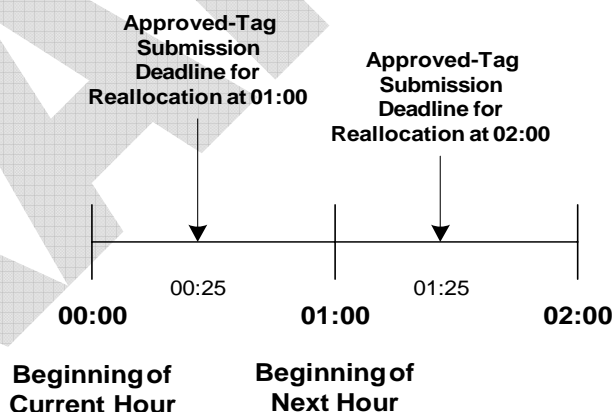 Approved-Tag
Submission
Deadline for
Reallocation at 01:00
Approved-Tag
Submission
Deadline for
Reallocation at 02:00
00:25
01:25
00:00
01:00
02:00
Beginning of
Current Hour
Beginning of
Next Hour